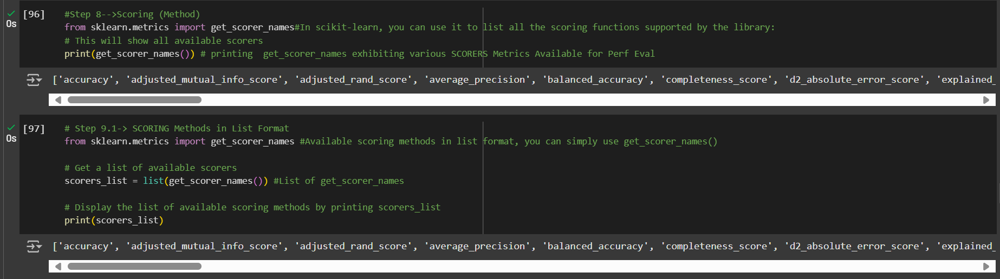 [96] #Step 8-->Scoring (Method)
0s from sklearn.metrics import get_scorer_names#In scikit-learn, you can use it to list all the scoring functions supported by the library:
# This will show all available scorers
print(get_scorer_names()) # printing  get_scorer_names exhibiting various SCORERS Metrics Available for Perf Eval
['accuracy', 'adjusted_mutual_info_score', 'adjusted_rand_score', 'average_precision', 'balanced_accuracy', 'completeness_score', 'd2_absolute_error_score', 'explained_
[97] # Step 9.1-> SCORING Methods in List Format
0s from sklearn.metrics import get_scorer_names #Available scoring methods in list format, you can simply use get_scorer_names()
# Get a list of available scorers
scorers_list = list(get_scorer_names()) #List of get_scorer_names
# Display the list of available scoring methods by printing scorers_list
print(scorers_list)
['accuracy', 'adjusted_mutual_info_score', 'adjusted_rand_score', 'average_precision', 'balanced_accuracy', 'completeness_score', 'd2_absolute_error_score', 'explained_